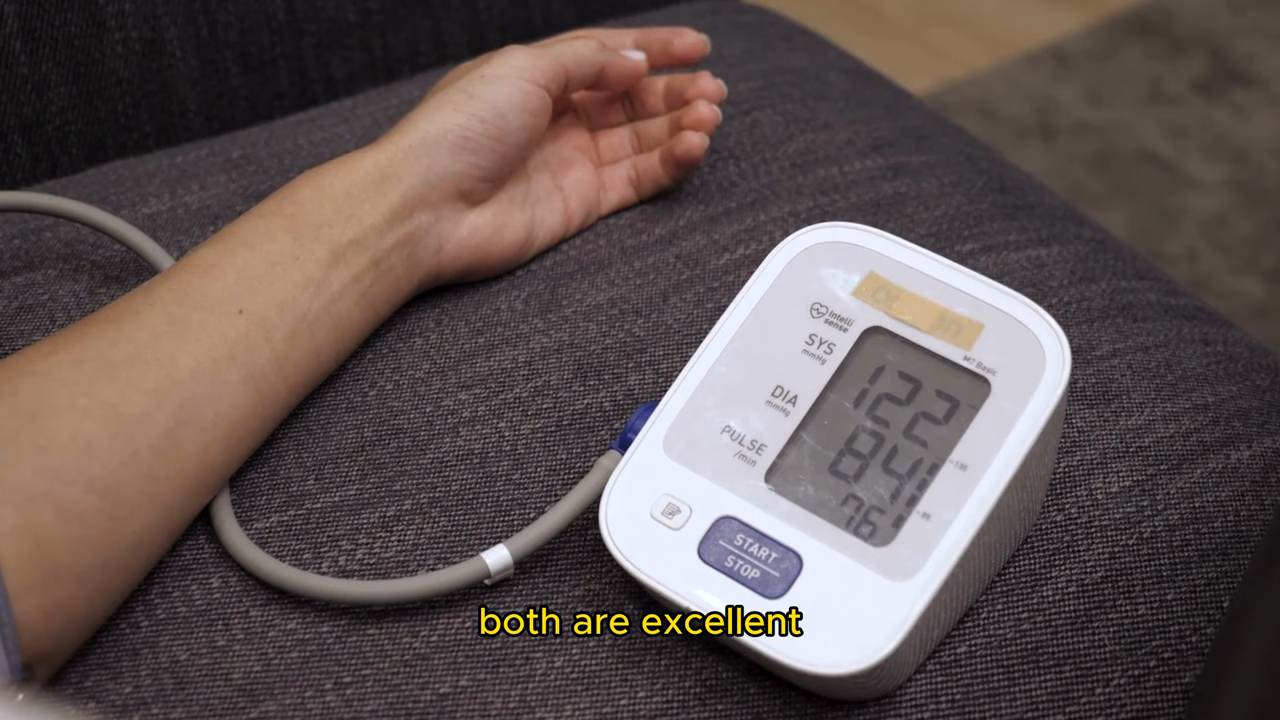 Intelli
sense
M2 Basic
SYS
mmHg
122
DIA
mmHg
84
PULSE
/min
76
START
STOP
both are excellent